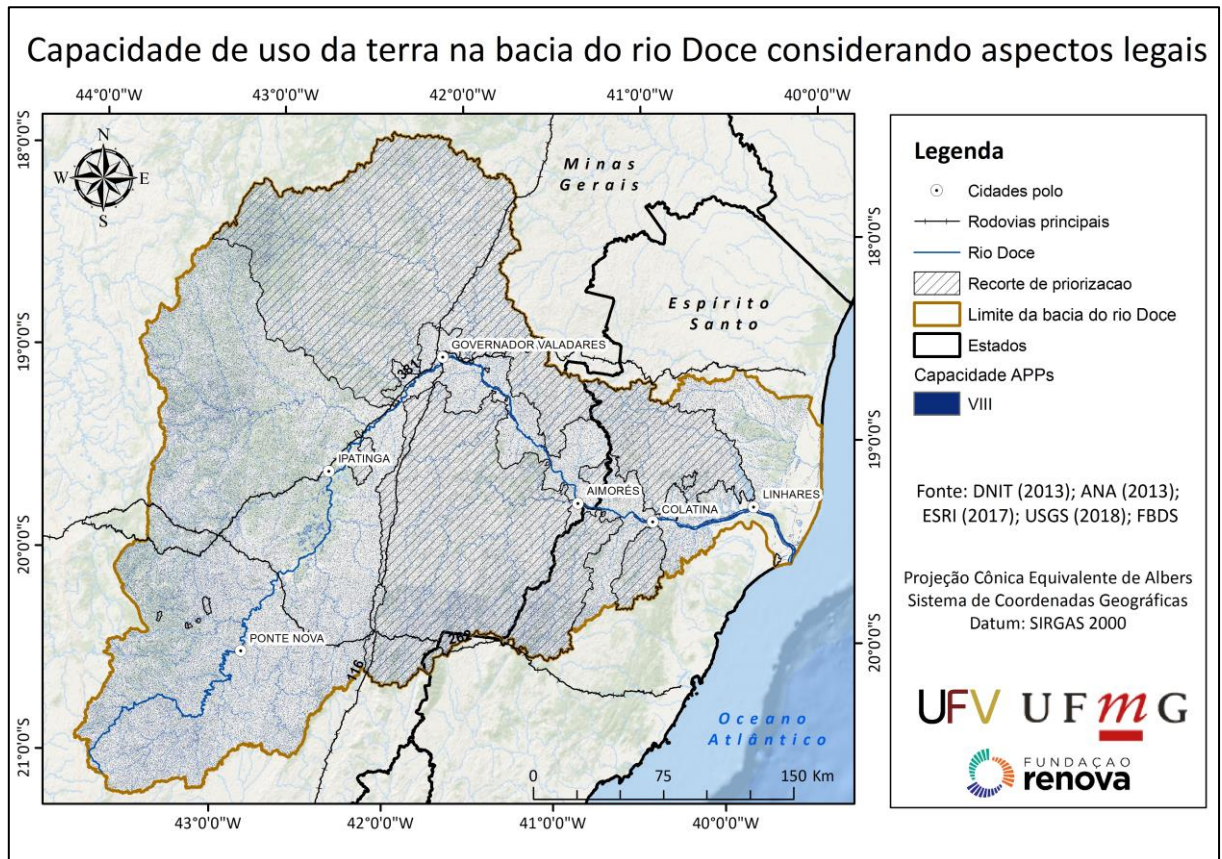 Capacidade de uso da terra na bacia do rio Doce considerando aspectos legais
44°0'0"W 43°0'0"W 42°0'0"W 41°0'0"W 40°0'0"W
18°0'0"S
19°0'0"S
20°0'0"S
21°0'0"S
N
W E
S
Minas
Gerais
Espírito
Santo
GOVERNADOR VALADARES
381
IPATINGA
AIMORÉS
COLATINA
LINHARES
PONTE NOVA
262
116
Oceano
Atlântico
0 75 150 Km
18°0'0"S
19°0'0"S
20°0'0"S
43°0'0"W 42°0'0"W 41°0'0"W 40°0'0"W
Legenda
Cidades polo
Rodovias principais
Rio Doce
Recorte de priorizacao
Limite da bacia do rio Doce
Estados
Capacidade APPs
VIII
Fonte: DNIT (2013); ANA (2013);
ESRI (2017); USGS (2018); FBDS
Projeção Cônica Equivalente de Albers
Sistema de Coordenadas Geográficas
Datum: SIRGAS 2000
UFV UFmG
FUNDAÇÃO
renova